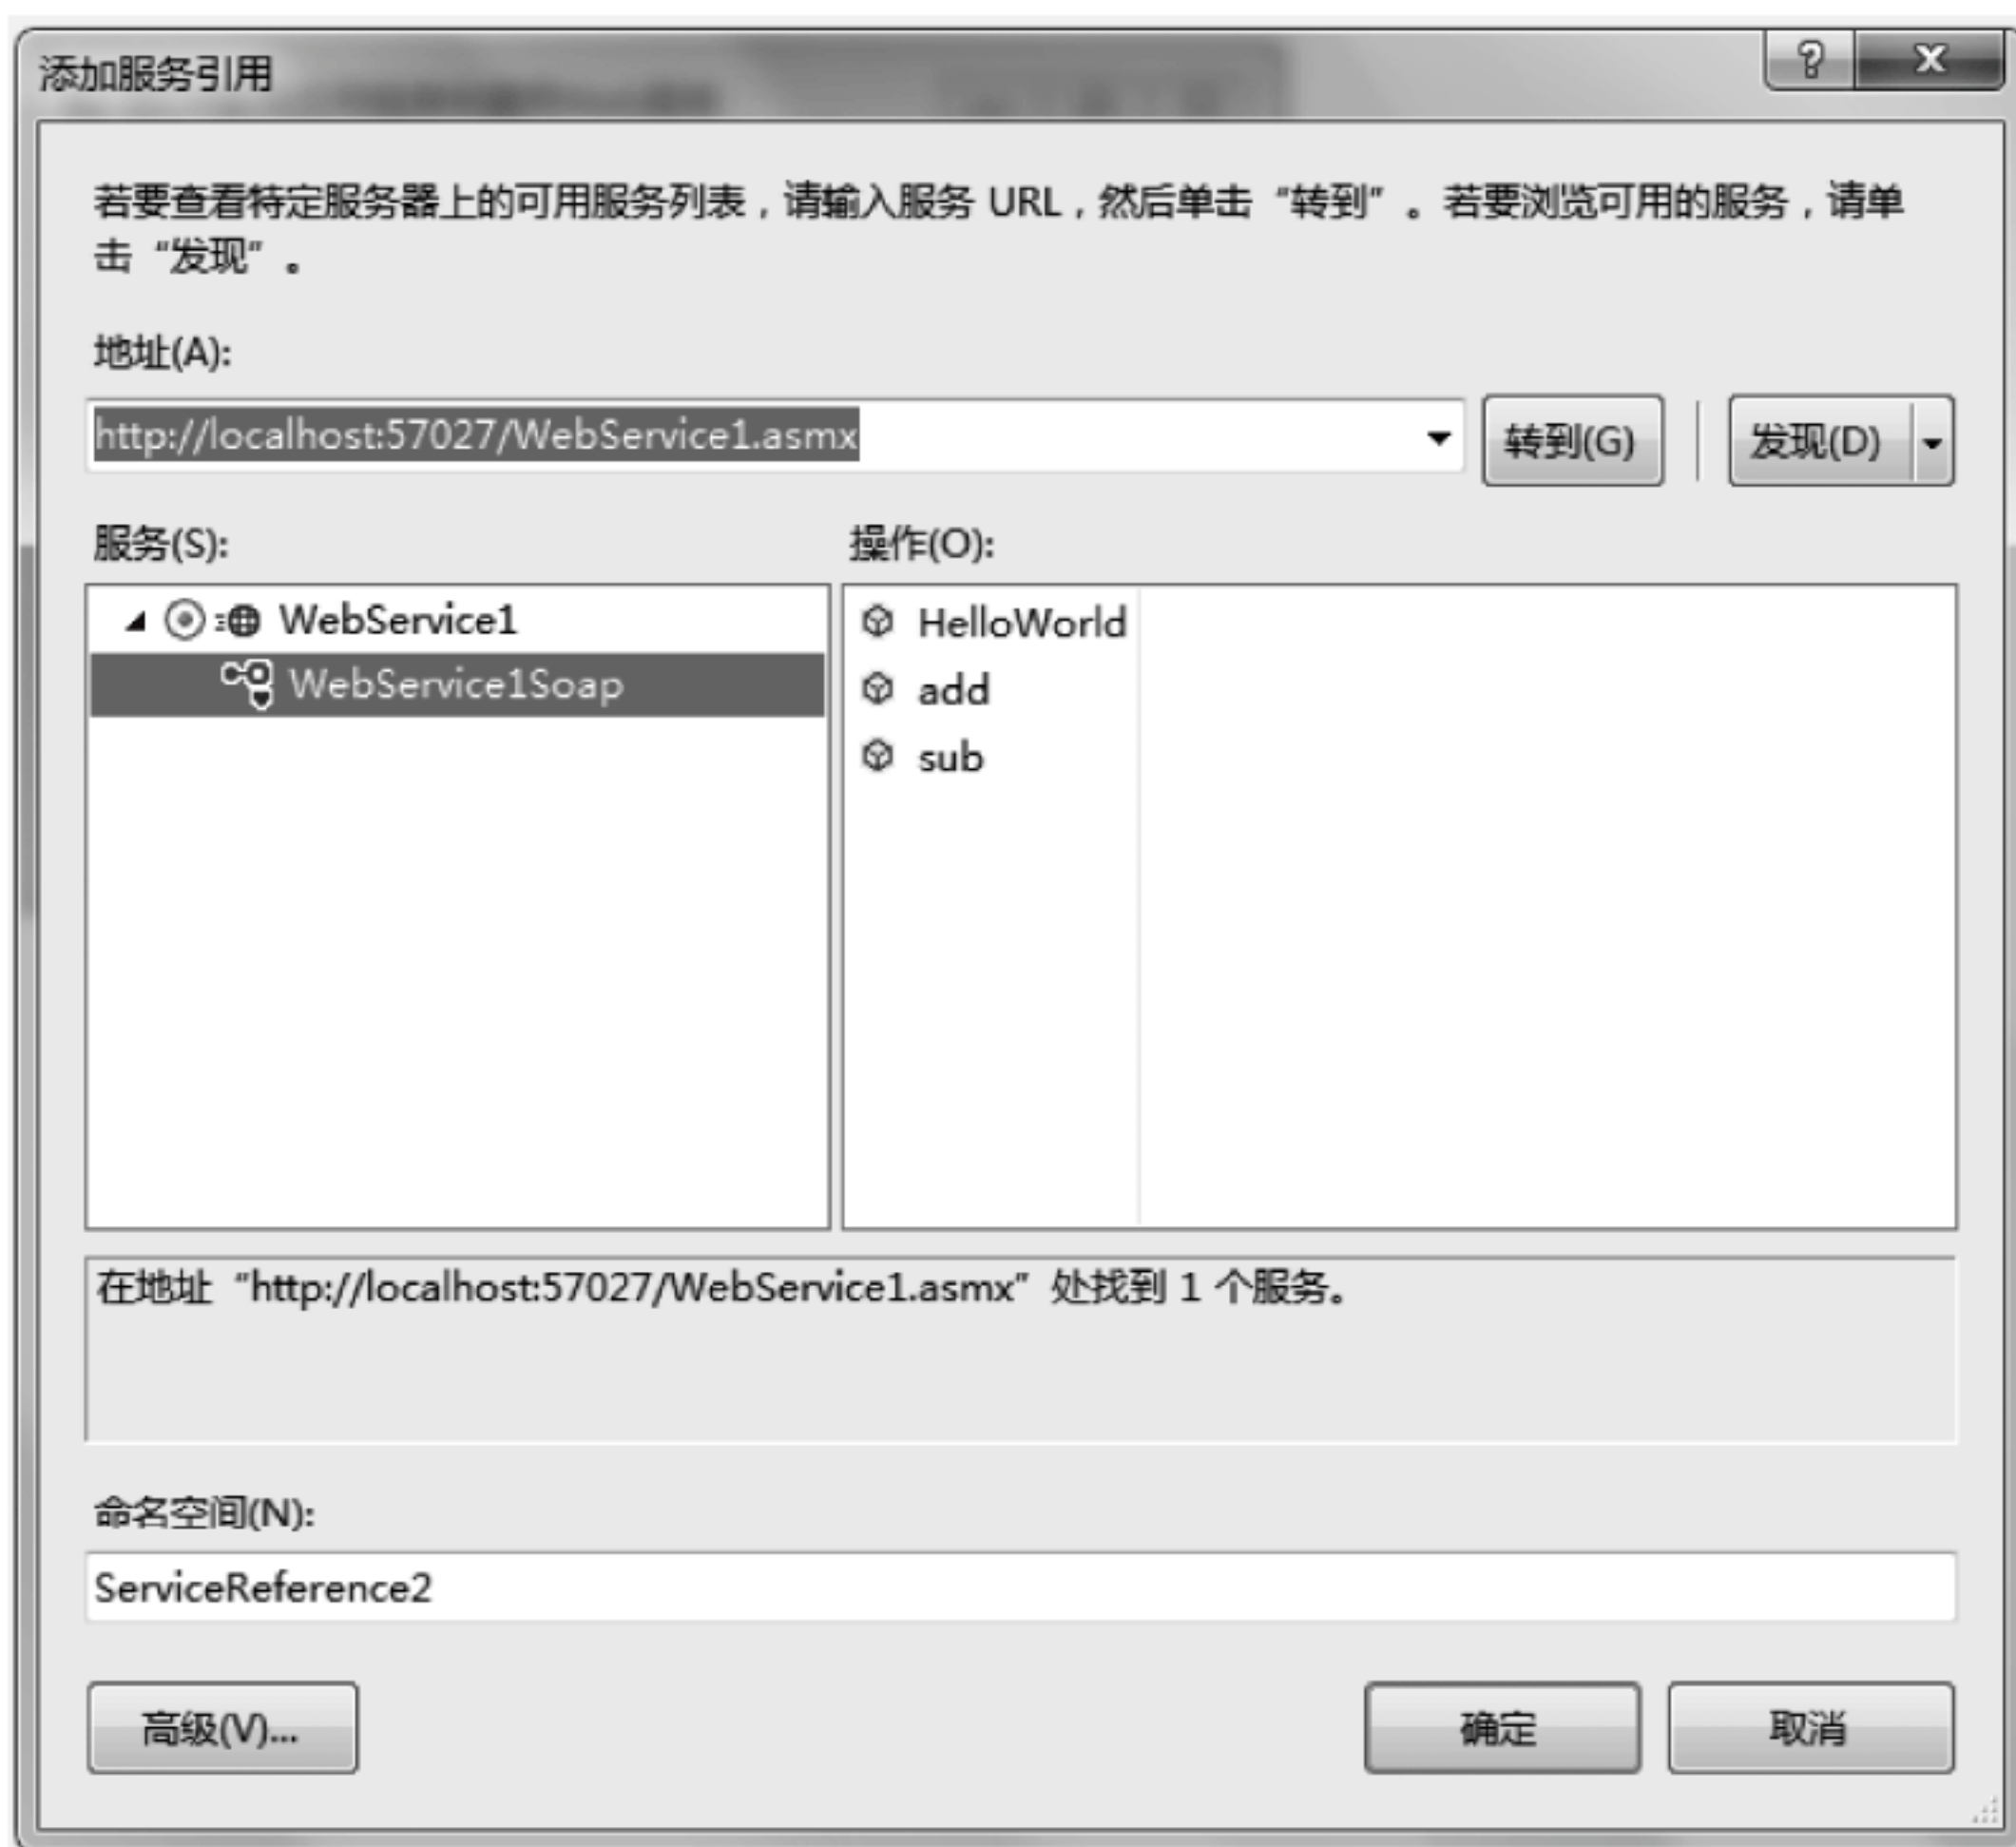 添加服务引用
若要查看特定服务器上的可用服务列表，请输入服务 URL，然后单击“转到”。若要浏览可用的服务，请单
击“发现”。
地址(A):
http://localhost:57027/WebService1.asmx
转到(G)
发现(D)
服务(S):
操作(O):
WebService1
HelloWorld
WebService1Soap
add
sub
在地址“http://localhost:57027/WebService1.asmx”处找到 1 个服务。
命名空间(N):
ServiceReference2
高级(V)...
确定
取消